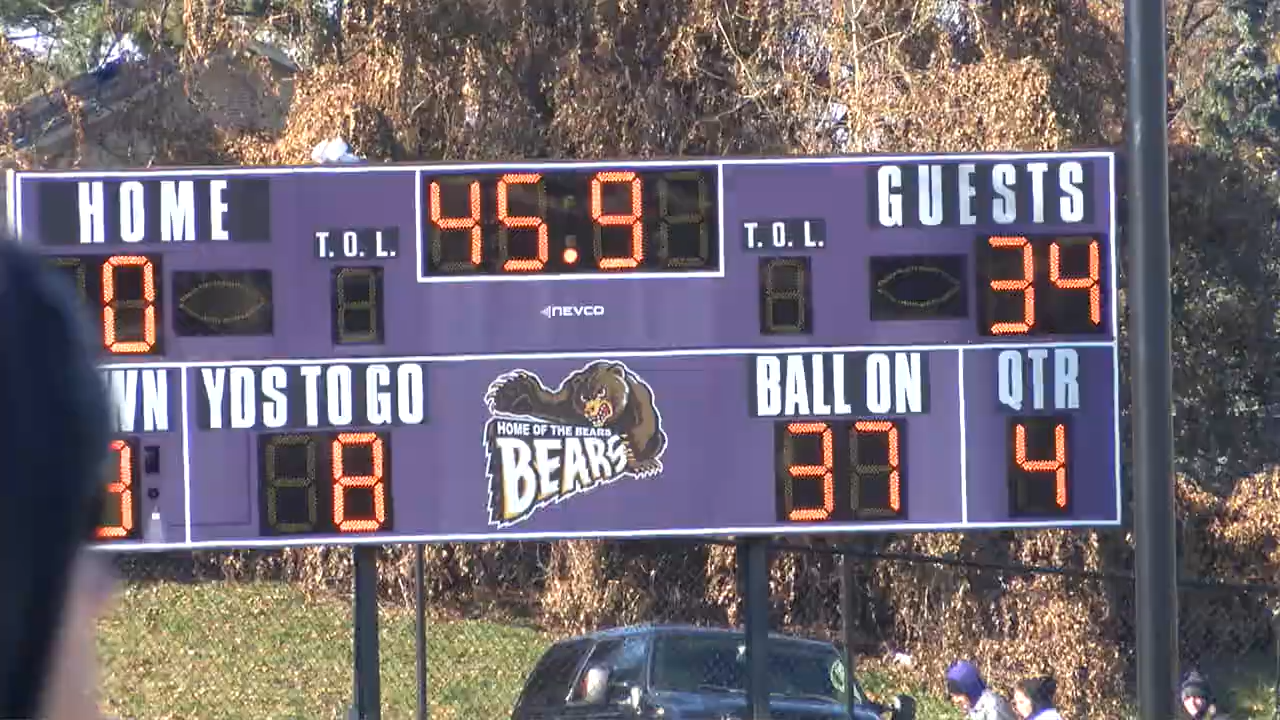 HOME
45.9
GUESTS
T.O.L.
T.O.L.
0
34
NEVCO
WN
YDS TO GO
BALL ON
QTR
HOME OF THE BEARS
BEARS
3
8
37
4